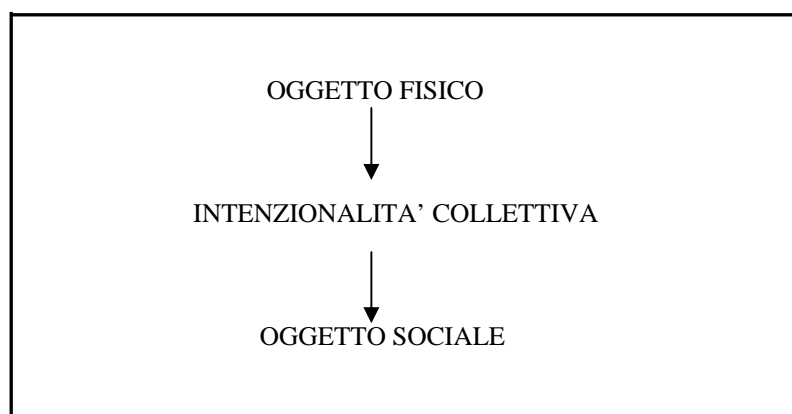 OGGETTO FISICO
INTENZIONALITA’ COLLETTIVA
OGGETTO SOCIALE